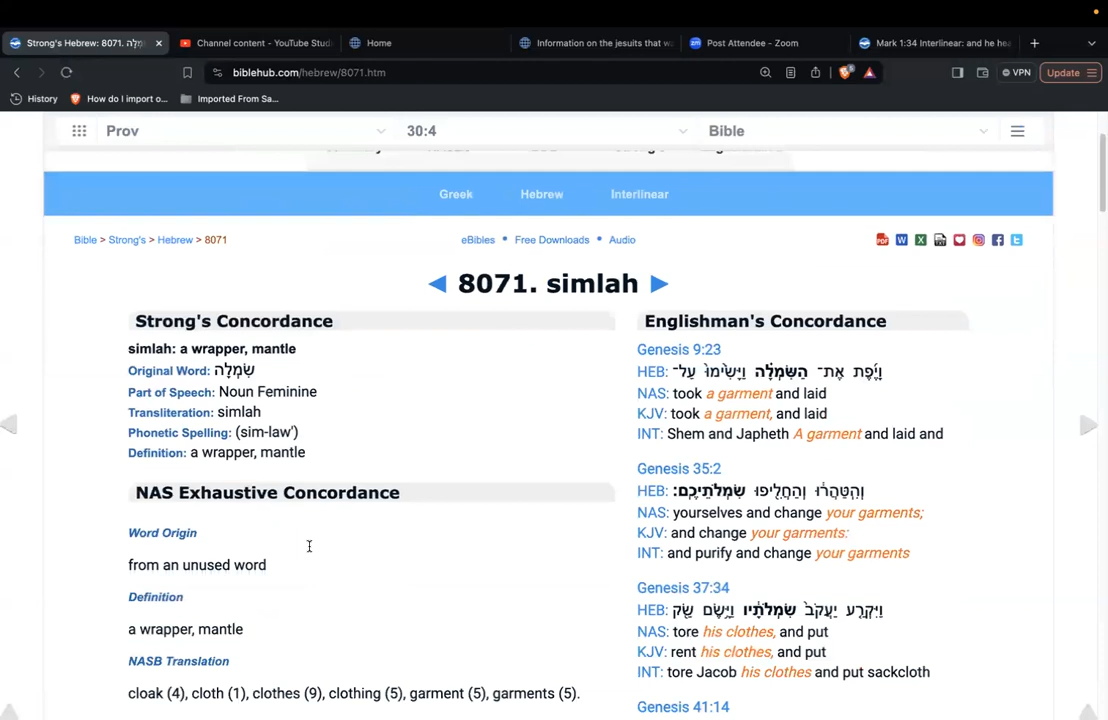 Strong's Hebrew: 8071. שִׂמְלָה
Channel content - YouTube Stud
Home
Information on the jesuits that w
Post Attendee - Zoom
Mark 1:34 Interlinear: and he hea
biblehub.com/hebrew/8071.htm
VPN
Update
History
How do I import o...
Imported From Sa...
Prov
30:4
Bible
Greek
Hebrew
Interlinear
Bible > Strong's > Hebrew > 8071
eBibles • Free Downloads • Audio
◀ 8071. simlah ▶
Strong's Concordance
simlah: a wrapper, mantle
Original Word: שִׂמְלָה
Part of Speech: Noun Feminine
Transliteration: simlah
Phonetic Spelling: (sim-law')
Definition: a wrapper, mantle
NAS Exhaustive Concordance
Word Origin
from an unused word
Definition
a wrapper, mantle
NASB Translation
cloak (4), cloth (1), clothes (9), clothing (5), garment (5), garments (5).
Englishman's Concordance
Genesis 9:23
HEB: וָיֶ֜פֶת אֶת־ הַשִּׂמְלָ֗ה וַיָּשִׂ֙ימוּ֙ עַל־
NAS: took a garment and laid
KJV: took a garment, and laid
INT: Shem and Japheth A garment and laid and
Genesis 35:2
HEB: וְהִֽטַּהֲר֔וּ וְהַחֲלִ֖יפוּ שִׂמְלֹתֵיכֶֽם׃
NAS: yourselves and change your garments;
KJV: and change your garments:
INT: and purify and change your garments
Genesis 37:34
HEB: וַיִּקְרַ֤ע יַעֲקֹב֙ שִׂמְלֹתָ֔יו וַיָּ֥שֶׂם שַׂ֖ק
NAS: tore his clothes, and put
KJV: rent his clothes, and put
INT: tore Jacob his clothes and put sackcloth
Genesis 41:14